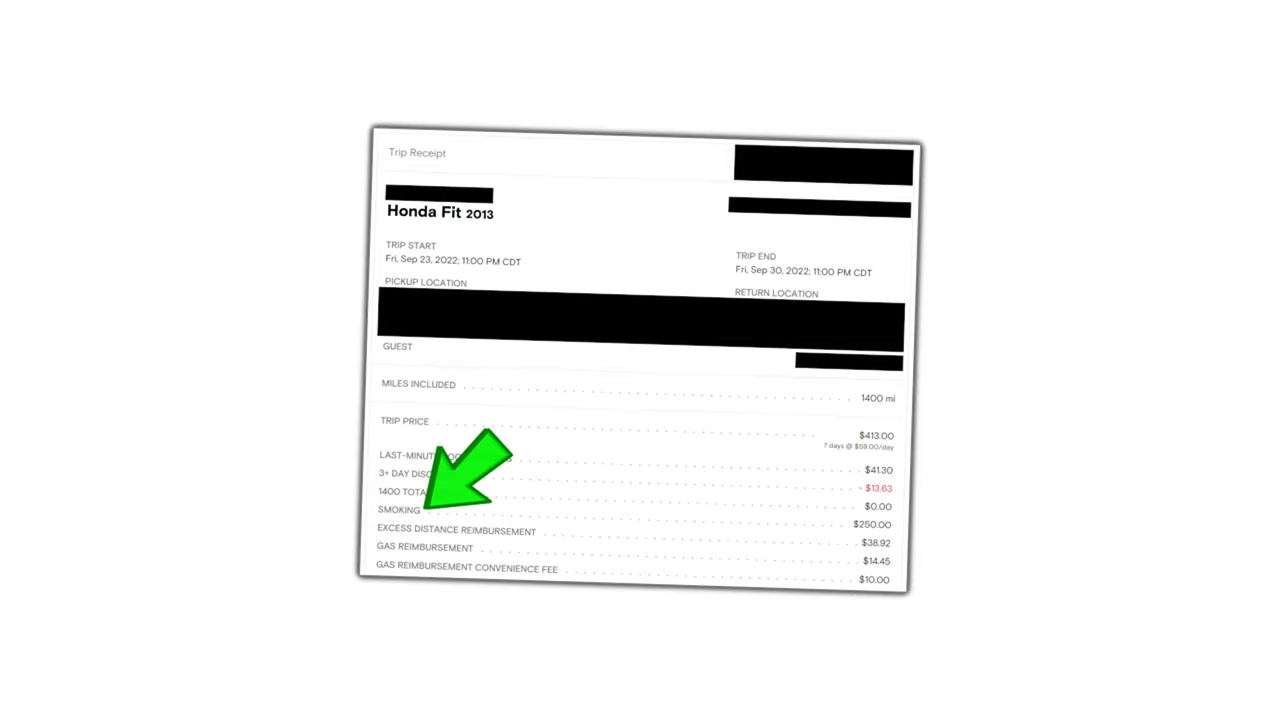 Trip Receipt
Honda Fit 2013
TRIP START
Fri, Sep 23, 2022; 11:00 PM CDT
TRIP END
Fri, Sep 30, 2022; 11:00 PM CDT
PICKUP LOCATION
RETURN LOCATION
GUEST
MILES INCLUDED 1400 mi
TRIP PRICE $413.00
7 days @ $59.00/day
LAST-MINUT $41.30
3+ DAY DISC - $13.63
1400 TOTA $0.00
SMOKING $250.00
EXCESS DISTANCE REIMBURSEMENT $38.92
GAS REIMBURSEMENT $14.45
GAS REIMBURSEMENT CONVENIENCE FEE $10.00